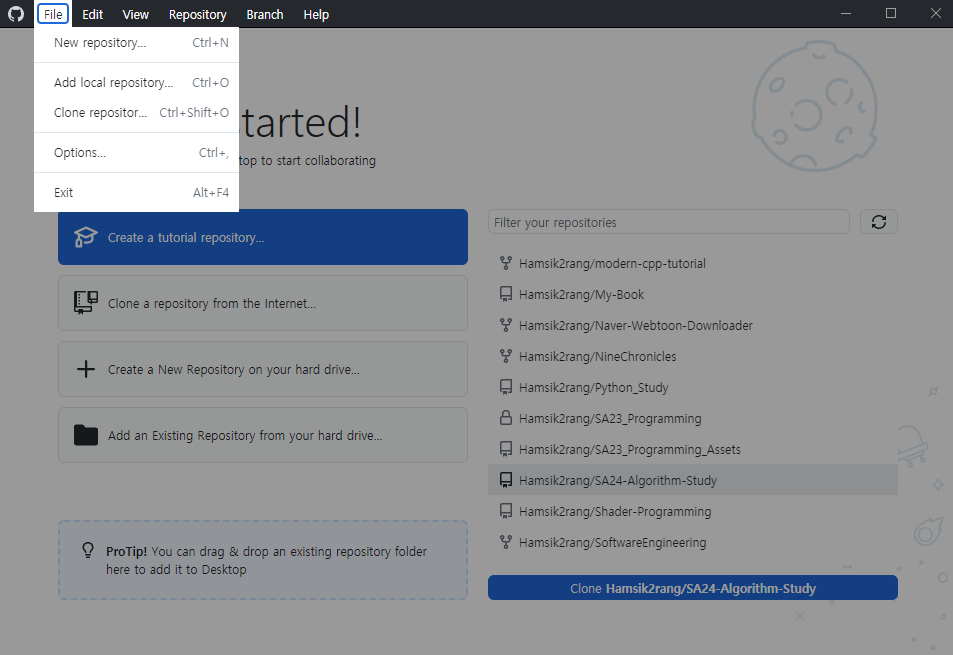 File Edit View Repository Branch Help
New repository... Ctrl+N
Add local repository... Ctrl+O
Clone repositor... Ctrl+Shift+O
Options... Ctrl+,
Exit Alt+F4
tarted!
top to start collaborating
Create a tutorial repository...
Clone a repository from the Internet...
Create a New Repository on your hard drive...
Add an Existing Repository from your hard drive...
ProTip! You can drag & drop an existing repository folder
here to add it to Desktop
Filter your repositories
Hamsik2rang/modern-cpp-tutorial
Hamsik2rang/My-Book
Hamsik2rang/Naver-Webtoon-Downloader
Hamsik2rang/NineChronicles
Hamsik2rang/Python_Study
Hamsik2rang/SA23_Programming
Hamsik2rang/SA23_Programming_Assets
Hamsik2rang/SA24-Algorithm-Study
Hamsik2rang/Shader-Programming
Hamsik2rang/SoftwareEngineering
Clone Hamsik2rang/SA24-Algorithm-Study